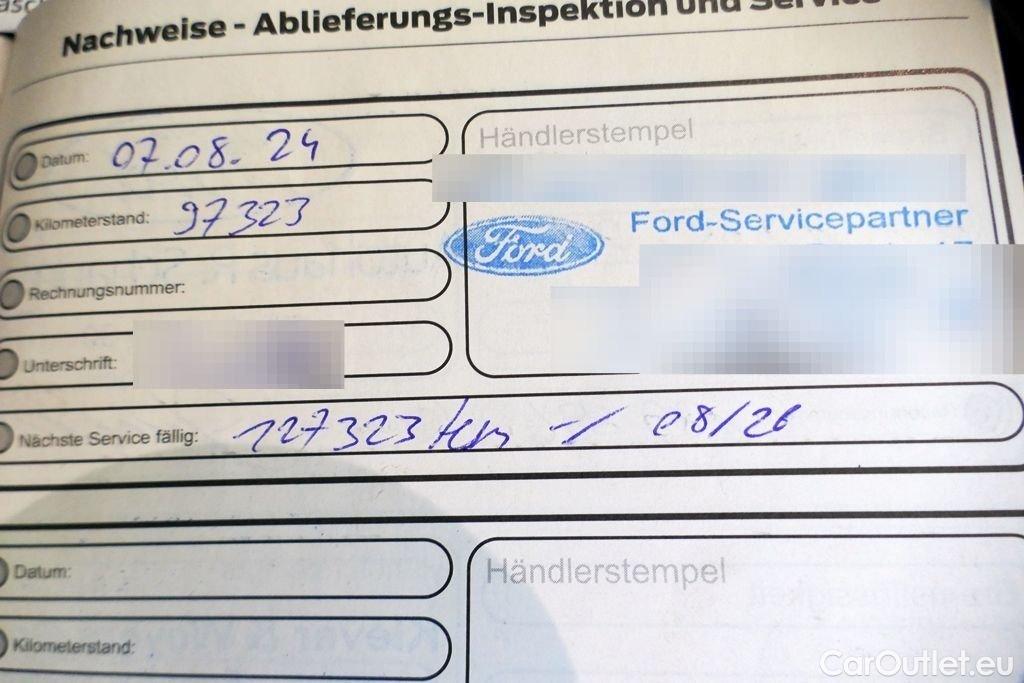 Nachweise - Ablieferungs-Inspektion und Service
Datum: 07.08.24
Kilometerstand: 97323
Rechnungsnummer:
Unterschrift:
Händlerstempel
Ford-Servicepartner
Ford
Nächste Service fällig: 127323 km -/ 08/26
Datum:
Kilometerstand:
Händlerstempel
CarOutlet.eu